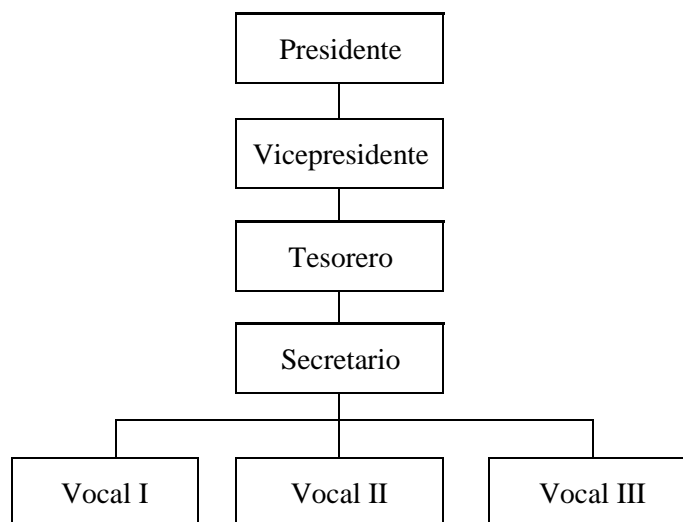 Presidente
Vicepresidente
Tesorero
Secretario
Vocal I
Vocal II
Vocal III